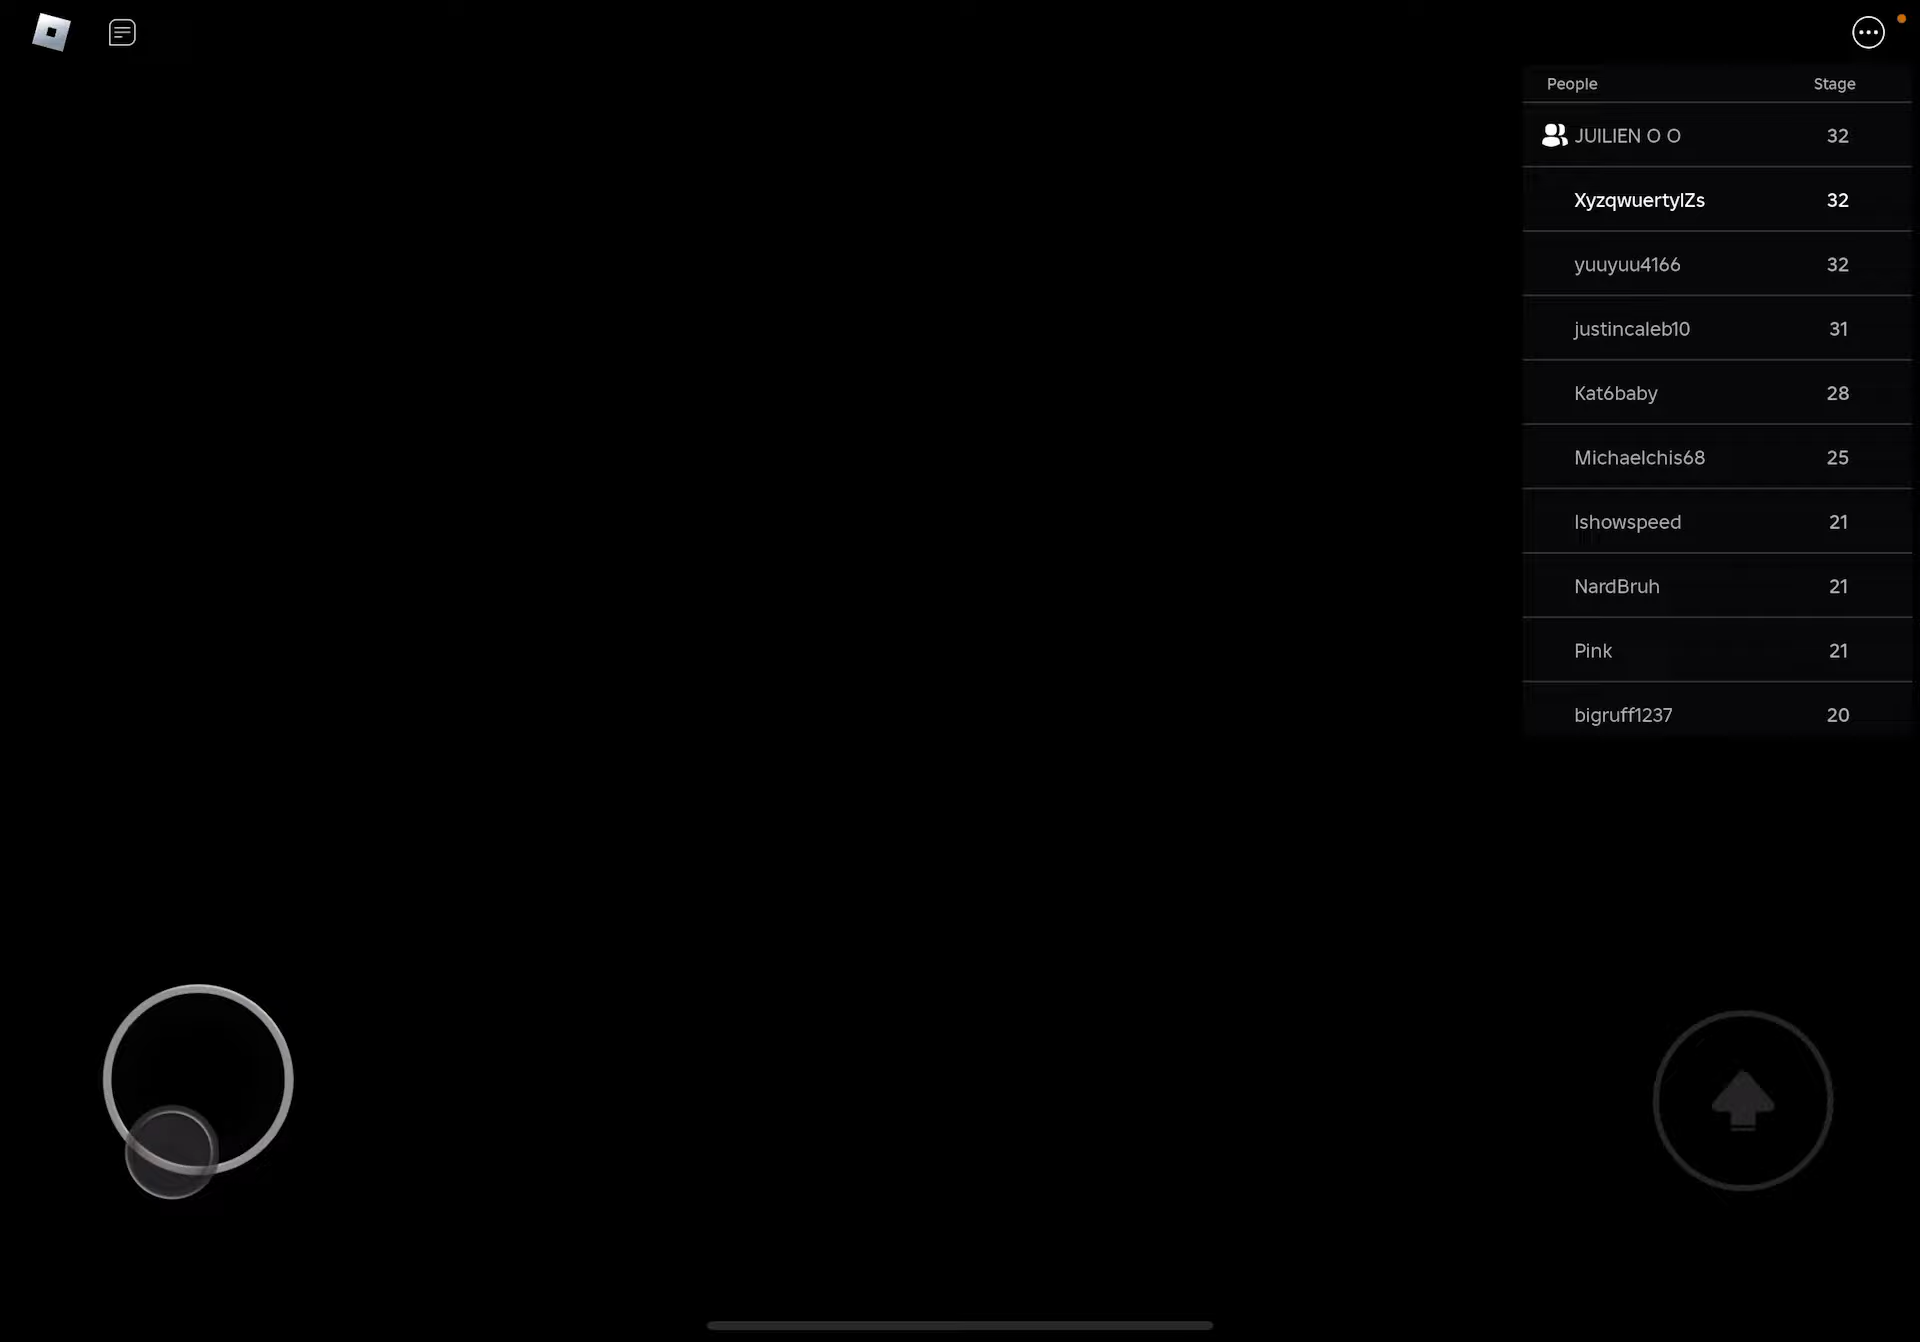 People Stage
JUILIEN O O 32
XyzqwuertyIZs 32
yuuyuu4166 32
justincaleb10 31
Kat6baby 28
Michaelchis68 25
Ishowspeed 21
NardBruh 21
Pink 21
bigruff1237 20